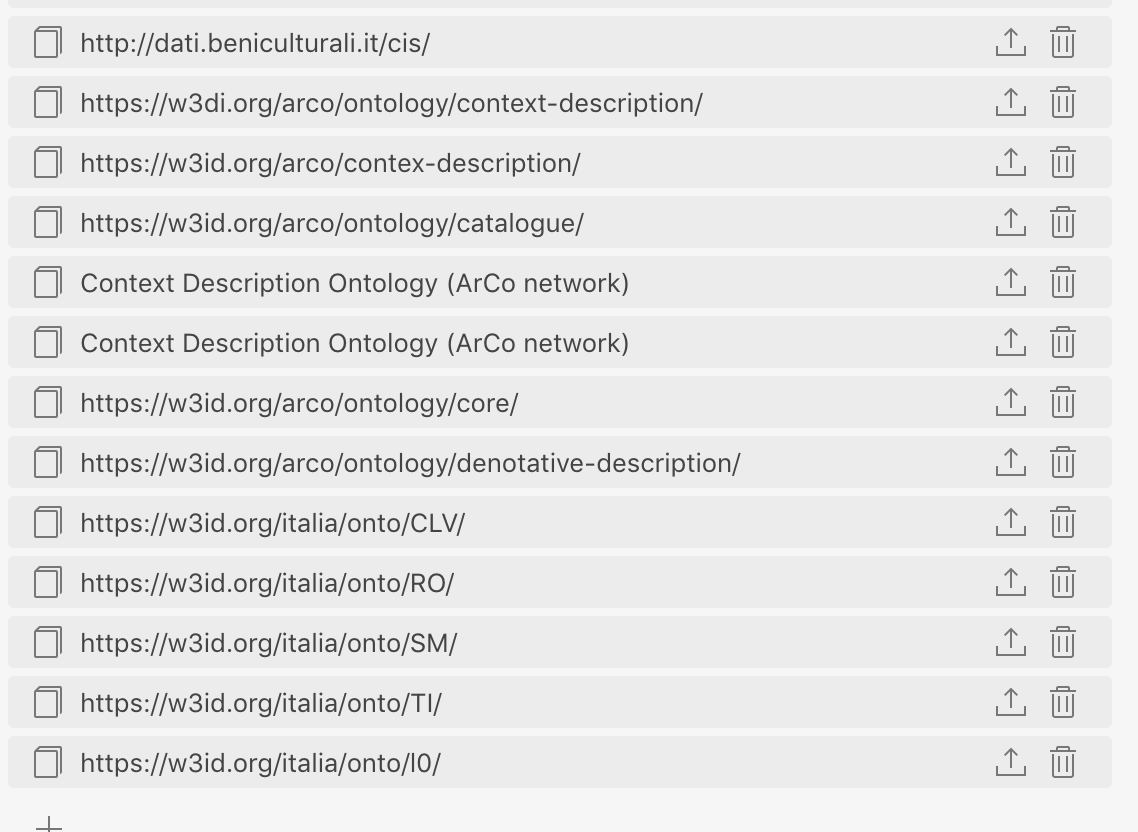 http://dati.beniculturali.it/cis/
https://w3di.org/arco/ontology/context-description/
https://w3id.org/arco/contex-description/
https://w3id.org/arco/ontology/catalogue/
Context Description Ontology (ArCo network)
Context Description Ontology (ArCo network)
https://w3id.org/arco/ontology/core/
https://w3id.org/arco/ontology/denotative-description/
https://w3id.org/italia/onto/CLV/
https://w3id.org/italia/onto/RO/
https://w3id.org/italia/onto/SM/
https://w3id.org/italia/onto/TI/
https://w3id.org/italia/onto/l0/